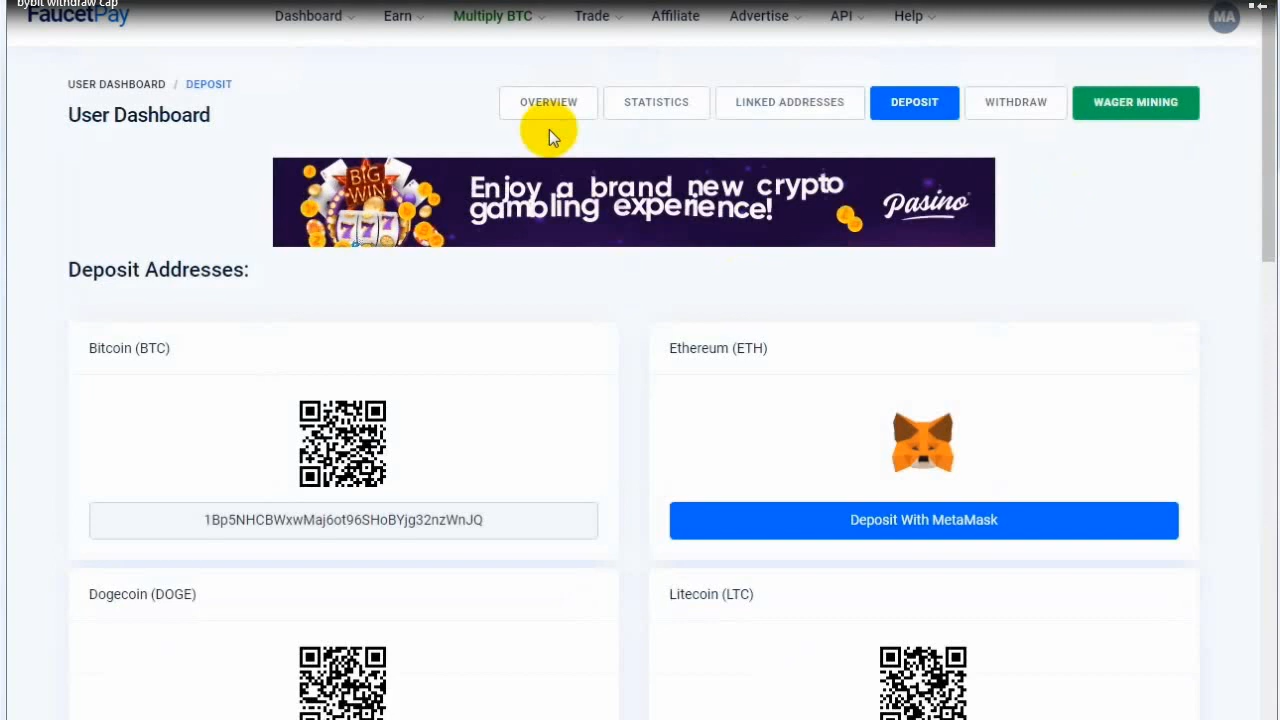 bybit withdraw cap
FaucetPay Dashboard Earn Multiply BTC Trade Affiliate Advertise API Help MA
USER DASHBOARD / DEPOSIT
User Dashboard
OVERVIEW STATISTICS LINKED ADDRESSES DEPOSIT WITHDRAW WAGER MINING
BIG
WIN
777
Enjoy a brand new crypto
gambling experience!
Pasino
Deposit Addresses:
Bitcoin (BTC)
Ethereum (ETH)
1Bp5NHCBWxwMaj6ot96SHoBYjg32nzWnJQ
Deposit With MetaMask
Dogecoin (DOGE)
Litecoin (LTC)